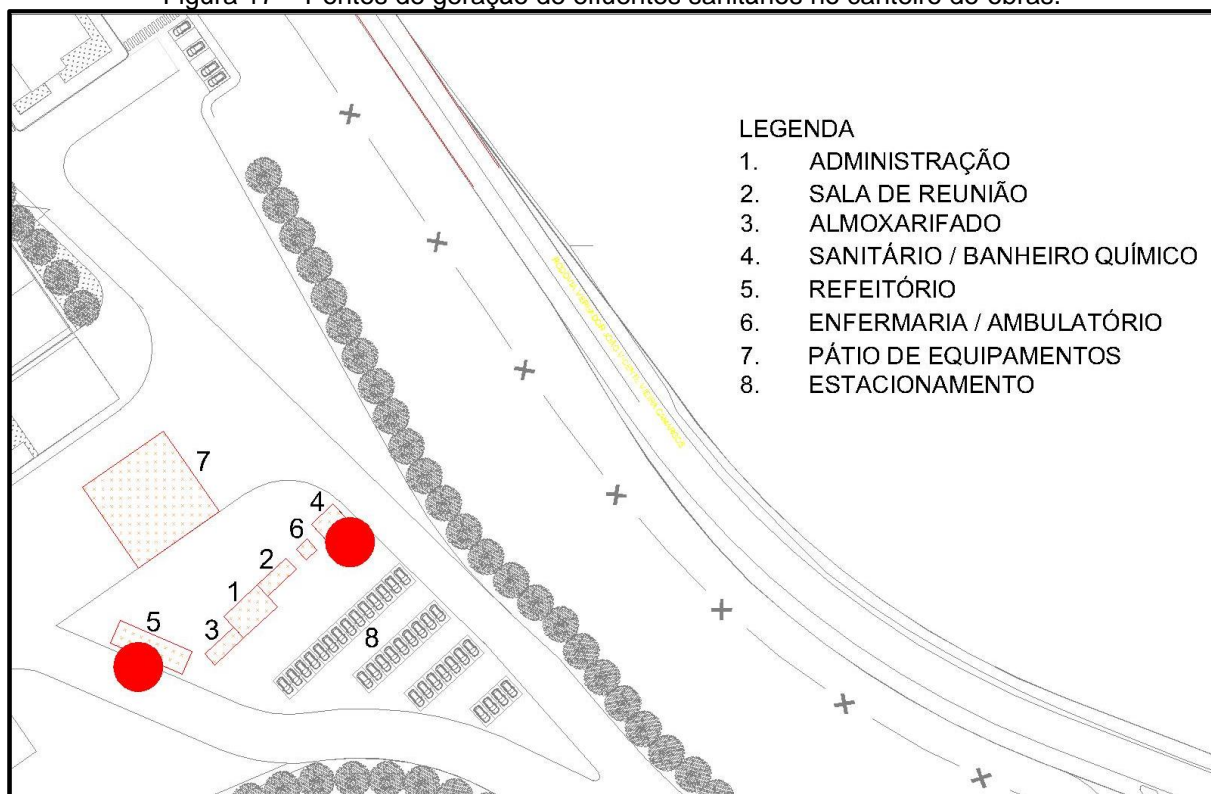 Figura 17 – Pontos de geração de efluentes sanitários no canteiro de obras.
LEGENDA
1. ADMINISTRAÇÃO
2. SALA DE REUNIÃO
3. ALMOXARIFADO
4. SANITÁRIO / BANHEIRO QUÍMICO
5. REFEITÓRIO
6. ENFERMARIA / AMBULATÓRIO
7. PÁTIO DE EQUIPAMENTOS
8. ESTACIONAMENTO
7
4
6
2
1
5
3
8